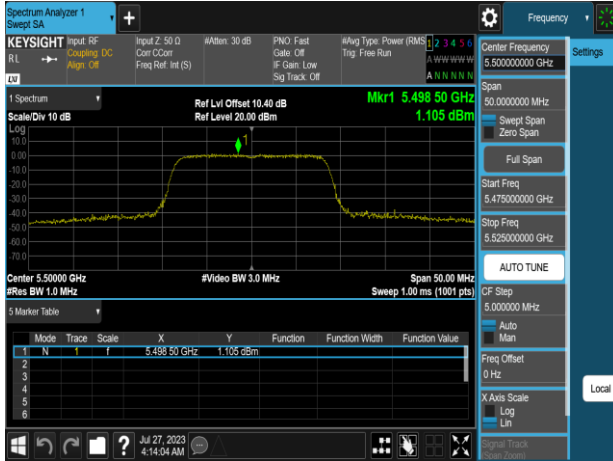 Spectrum Analyzer 1
Swept SA
+
Frequency
KEYSIGHT
RL
Input: RF
Coupling: DC
Align: Off
Input Z: 50 Ω
Corr CCorr
Freq Ref: Int (S)
#Atten: 30 dB
PNO: Fast
Gate: Off
IF Gain: Low
Sig Track: Off
#Avg Type: Power (RMS
Trig: Free Run
1 2 3 4 5 6
A W W W W W
A N N N N N
LXI
1 Spectrum
Scale/Div 10 dB
Ref Lvl Offset 10.40 dB
Ref Level 20.00 dBm
Mkr1 5.498 50 GHz
1.105 dBm
Log
10.0
0.00
-10.0
-20.0
-30.0
-40.0
-50.0
-60.0
-70.0
1
Center 5.50000 GHz
#Res BW 1.0 MHz
#Video BW 3.0 MHz
Span 50.00 MHz
Sweep 1.00 ms (1001 pts)
5 Marker Table
Mode Trace Scale X Y Function Function Width Function Value
1 N 1 f 5.498 50 GHz 1.105 dBm
2
3
4
5
6
Jul 27, 2023
4:14:04 AM
Center Frequency
5.500000000 GHz
Span
50.0000000 MHz
Swept Span
Zero Span
Full Span
Start Freq
5.475000000 GHz
Stop Freq
5.525000000 GHz
AUTO TUNE
CF Step
5.000000 MHz
Auto
Man
Freq Offset
0 Hz
X Axis Scale
Log
Lin
Signal Track
(Span Zoom)
Settings
Local